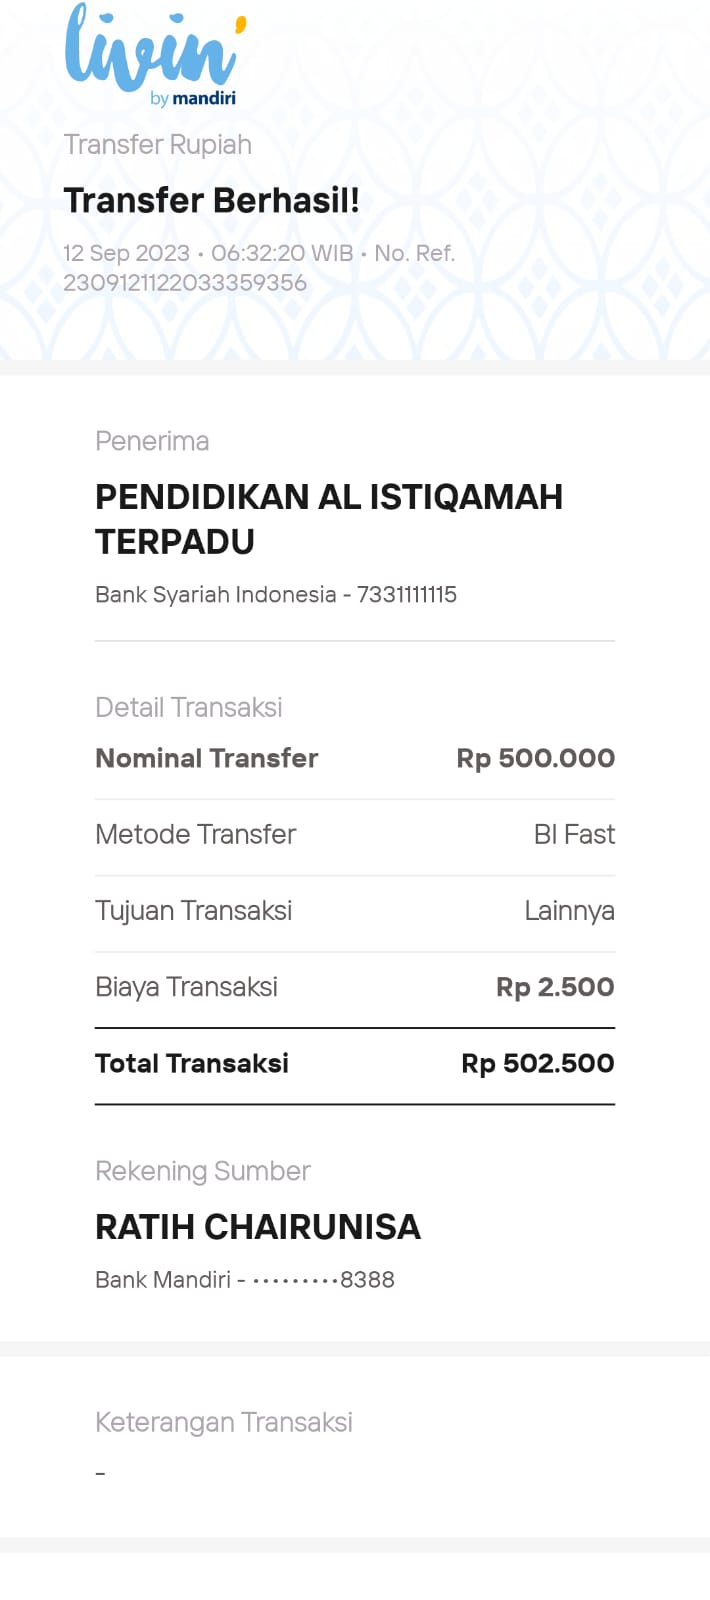 livin'
by mandiri
Transfer Rupiah
Transfer Berhasil!
12 Sep 2023 • 06:32:20 WIB • No. Ref.
2309121122033359356
Penerima
PENDIDIKAN AL ISTIQAMAH
TERPADU
Bank Syariah Indonesia - 7331111115
Detail Transaksi
Nominal Transfer Rp 500.000
Metode Transfer BI Fast
Tujuan Transaksi Lainnya
Biaya Transaksi Rp 2.500
Total Transaksi Rp 502.500
Rekening Sumber
RATIH CHAIRUNISA
Bank Mandiri - •••••••••8388
Keterangan Transaksi
-